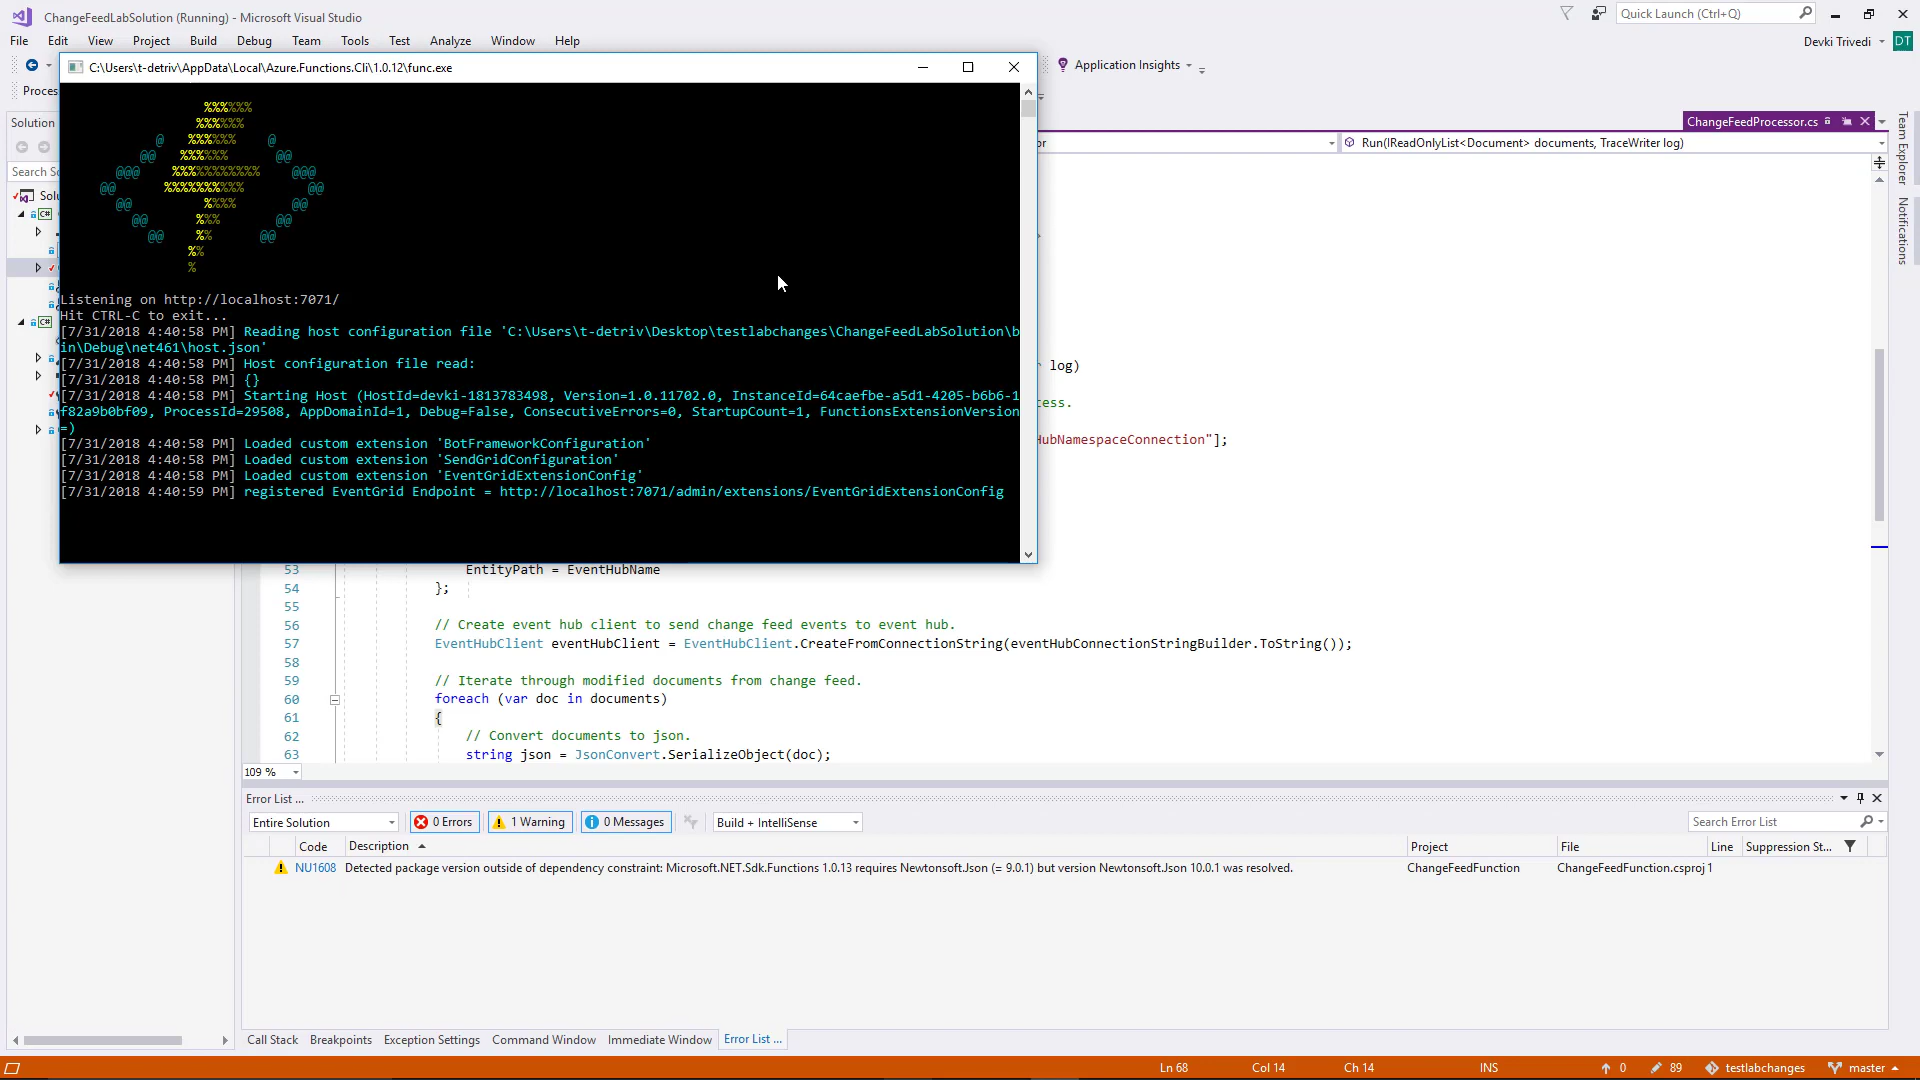 ChangeFeedLabSolution (Running) - Microsoft Visual Studio
Quick Launch (Ctrl+Q)
File Edit View Project Build Debug Team Tools Test Analyze Window Help
Devki Trivedi DT
C:\Users\t-detriv\AppData\Local\Azure.Functions.Cli\1.0.12\func.exe
Application Insights
Proces
Solution
ChangeFeedProcessor.cs
or
Run(IReadOnlyList<Document> documents, TraceWriter log)
Search So
Solu
C#
C#
Team Explorer
Notifications
%%%%%%
%%%%%%
@ %%%%%% @
@@ %%%%%% @@
@@@ %%%%%%%%%%% @@@
@@ %%%%%%%%%% @@
@@ %%%% @@
@@ %%% @@
@@ %% @@
%%
%
Listening on http://localhost:7071/
Hit CTRL-C to exit...
[7/31/2018 4:40:58 PM] Reading host configuration file 'C:\Users\t-detriv\Desktop\testlabchanges\ChangeFeedLabSolution\b
in\Debug\net461\host.json'
[7/31/2018 4:40:58 PM] Host configuration file read:
[7/31/2018 4:40:58 PM] {}
[7/31/2018 4:40:58 PM] Starting Host (HostId=devki-1813783498, Version=1.0.11702.0, InstanceId=64caefbe-a5d1-4205-b6b6-1
f82a9b0bf09, ProcessId=29508, AppDomainId=1, Debug=False, ConsecutiveErrors=0, StartupCount=1, FunctionsExtensionVersion
=)
[7/31/2018 4:40:58 PM] Loaded custom extension 'BotFrameworkConfiguration'
[7/31/2018 4:40:58 PM] Loaded custom extension 'SendGridConfiguration'
[7/31/2018 4:40:58 PM] Loaded custom extension 'EventGridExtensionConfig'
[7/31/2018 4:40:59 PM] registered EventGrid Endpoint = http://localhost:7071/admin/extensions/EventGridExtensionConfig
log)
cess.
HubNamespaceConnection"];
53 EntityPath = EventHubName
54 };
55
56 // Create event hub client to send change feed events to event hub.
57 EventHubClient eventHubClient = EventHubClient.CreateFromConnectionString(eventHubConnectionStringBuilder.ToString());
58
59 // Iterate through modified documents from change feed.
60 foreach (var doc in documents)
61 {
62 // Convert documents to json.
63 string json = JsonConvert.SerializeObject(doc);
109 %
Error List ...
Entire Solution 0 Errors 1 Warning 0 Messages Build + IntelliSense Search Error List
Code Description Project File Line Suppression St...
NU1608 Detected package version outside of dependency constraint: Microsoft.NET.Sdk.Functions 1.0.13 requires Newtonsoft.Json (= 9.0.1) but version Newtonsoft.Json 10.0.1 was resolved. ChangeFeedFunction ChangeFeedFunction.csproj 1
Call Stack Breakpoints Exception Settings Command Window Immediate Window Error List ...
Ln 68 Col 14 Ch 14 INS 0 89 testlabchanges master